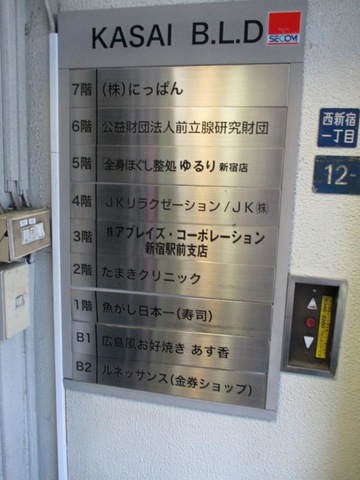 KASAI B.L.D
SECOM
7階 (株)にっぱん
6階 公益財団法人前立腺研究財団
5階 全身ほぐし整処 ゆるり 新宿店
4階 JKリラクゼーション/JK㈱
3階 ㈱アプレイズ・コーポレーション
新宿駅前支店
2階 たまきクリニック
1階 魚がし日本一(寿司)
B1 広島風お好焼き あす香
B2 ルネッサンス(金券ショップ)
西新宿
一丁目
12-